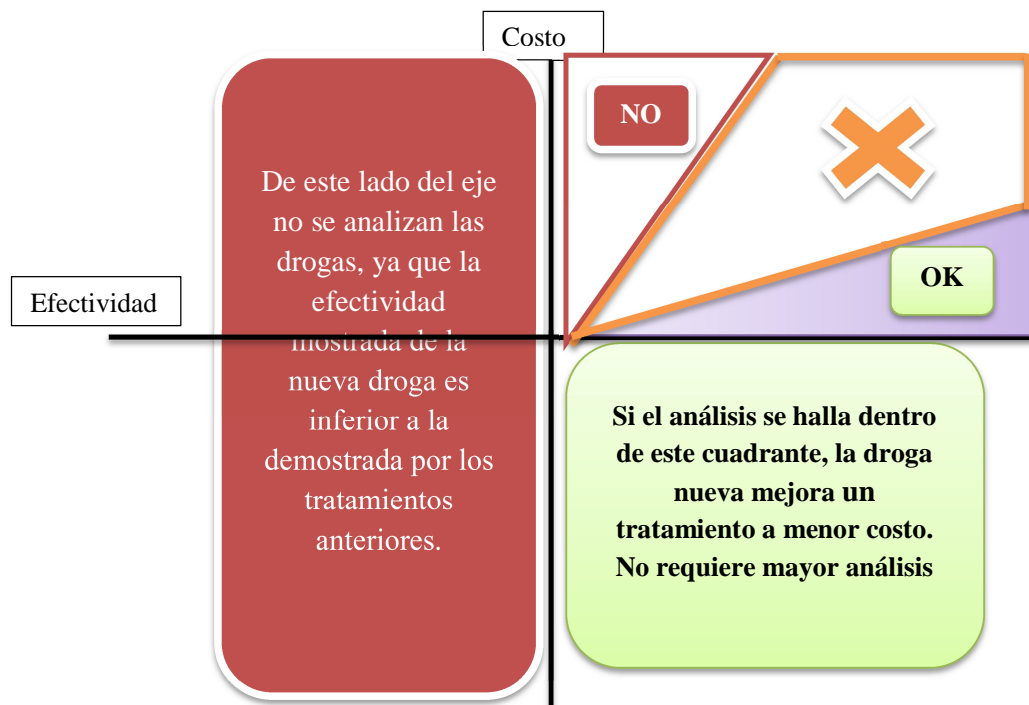 Costo
NO
De este lado del eje
no se analizan las
drogas, ya que la
efectividad
mostrada de la
nueva droga es
inferior a la
demostrada por los
tratamientos
anteriores.
Efectividad
OK
Si el análisis se halla dentro
de este cuadrante, la droga
nueva mejora un
tratamiento a menor costo.
No requiere mayor análisis